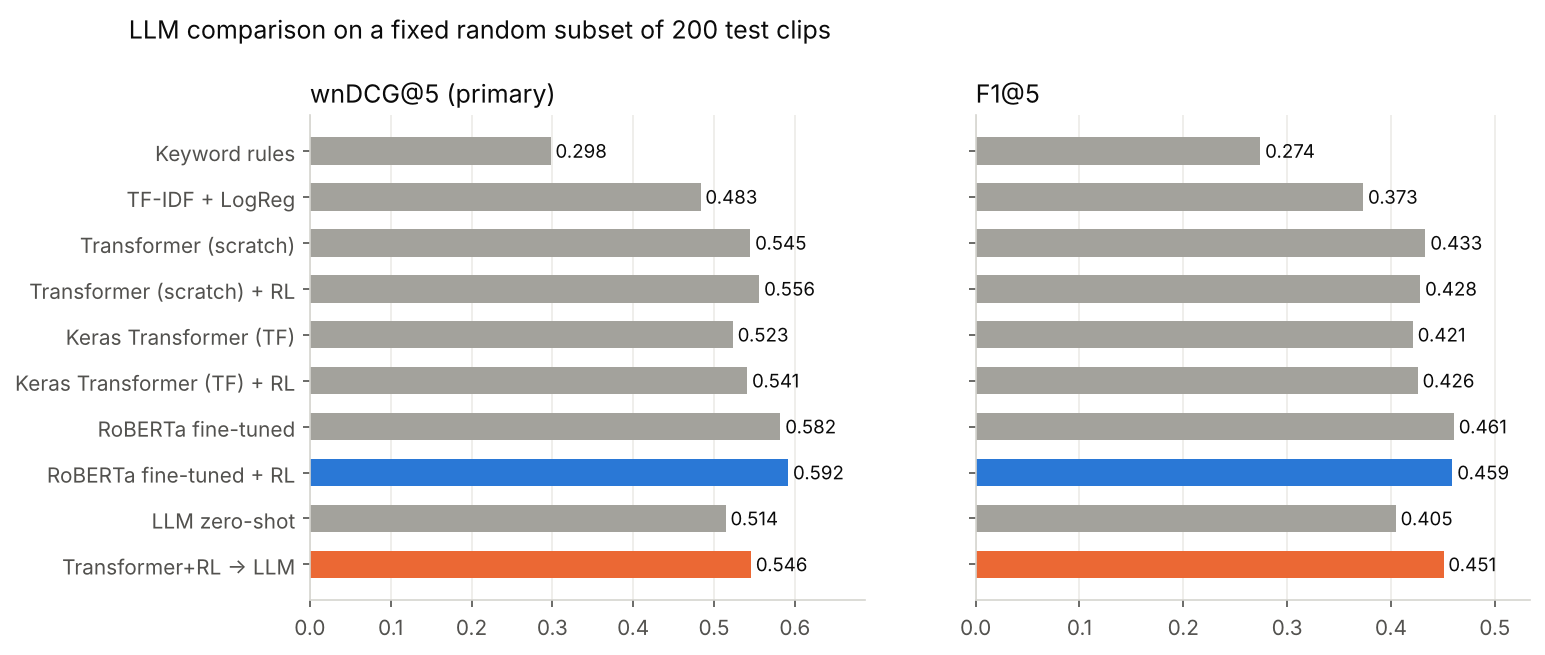 LLM comparison on a fixed random subset of 200 test clips
wnDCG@5 (primary)
Keyword rules 0.298
TF-IDF + LogReg 0.483
Transformer (scratch) 0.545
Transformer (scratch) + RL 0.556
Keras Transformer (TF) 0.523
Keras Transformer (TF) + RL 0.541
RoBERTa fine-tuned 0.582
RoBERTa fine-tuned + RL 0.592
LLM zero-shot 0.514
Transformer+RL → LLM 0.546
0.0 0.1 0.2 0.3 0.4 0.5 0.6
F1@5
0.274
0.373
0.433
0.428
0.421
0.426
0.461
0.459
0.405
0.451
0.0 0.1 0.2 0.3 0.4 0.5